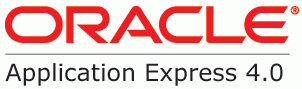 ORACLE®
Application Express 4.0